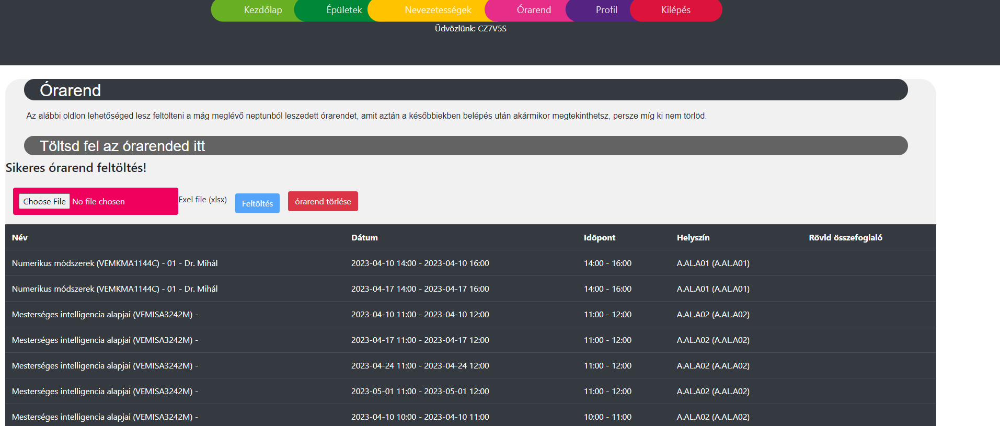 Kezdőlap Épületek Nevezetességek Órarend Profil Kilépés
Üdvözlünk: CZ7V5S
Órarend
Az alábbi oldlon lehetőséged lesz feltölteni a mág meglévő neptunból leszedett órarendet, amit aztán a későbbiekben belépés után akármikor megtekinthetsz, persze míg ki nem törlöd.
Töltsd fel az órarended itt
Sikeres órarend feltöltés!
Choose File No file chosen Exel file (xlsx) Feltöltés órarend törlése
Név Dátum Időpont Helyszín Rövid összefoglaló
Numerikus módszerek (VEMKMA1144C) - 01 - Dr. Mihál 2023-04-10 14:00 - 2023-04-10 16:00 14:00 - 16:00 A.AL.A01 (A.AL.A01)
Numerikus módszerek (VEMKMA1144C) - 01 - Dr. Mihál 2023-04-17 14:00 - 2023-04-17 16:00 14:00 - 16:00 A.AL.A01 (A.AL.A01)
Mesterséges intelligencia alapjai (VEMISA3242M) - 2023-04-10 11:00 - 2023-04-10 12:00 11:00 - 12:00 A.AL.A02 (A.AL.A02)
Mesterséges intelligencia alapjai (VEMISA3242M) - 2023-04-17 11:00 - 2023-04-17 12:00 11:00 - 12:00 A.AL.A02 (A.AL.A02)
Mesterséges intelligencia alapjai (VEMISA3242M) - 2023-04-24 11:00 - 2023-04-24 12:00 11:00 - 12:00 A.AL.A02 (A.AL.A02)
Mesterséges intelligencia alapjai (VEMISA3242M) - 2023-05-01 11:00 - 2023-05-01 12:00 11:00 - 12:00 A.AL.A02 (A.AL.A02)
Mesterséges intelligencia alapjai (VEMISA3242M) - 2023-04-10 10:00 - 2023-04-10 11:00 10:00 - 11:00 A.AL.A02 (A.AL.A02)